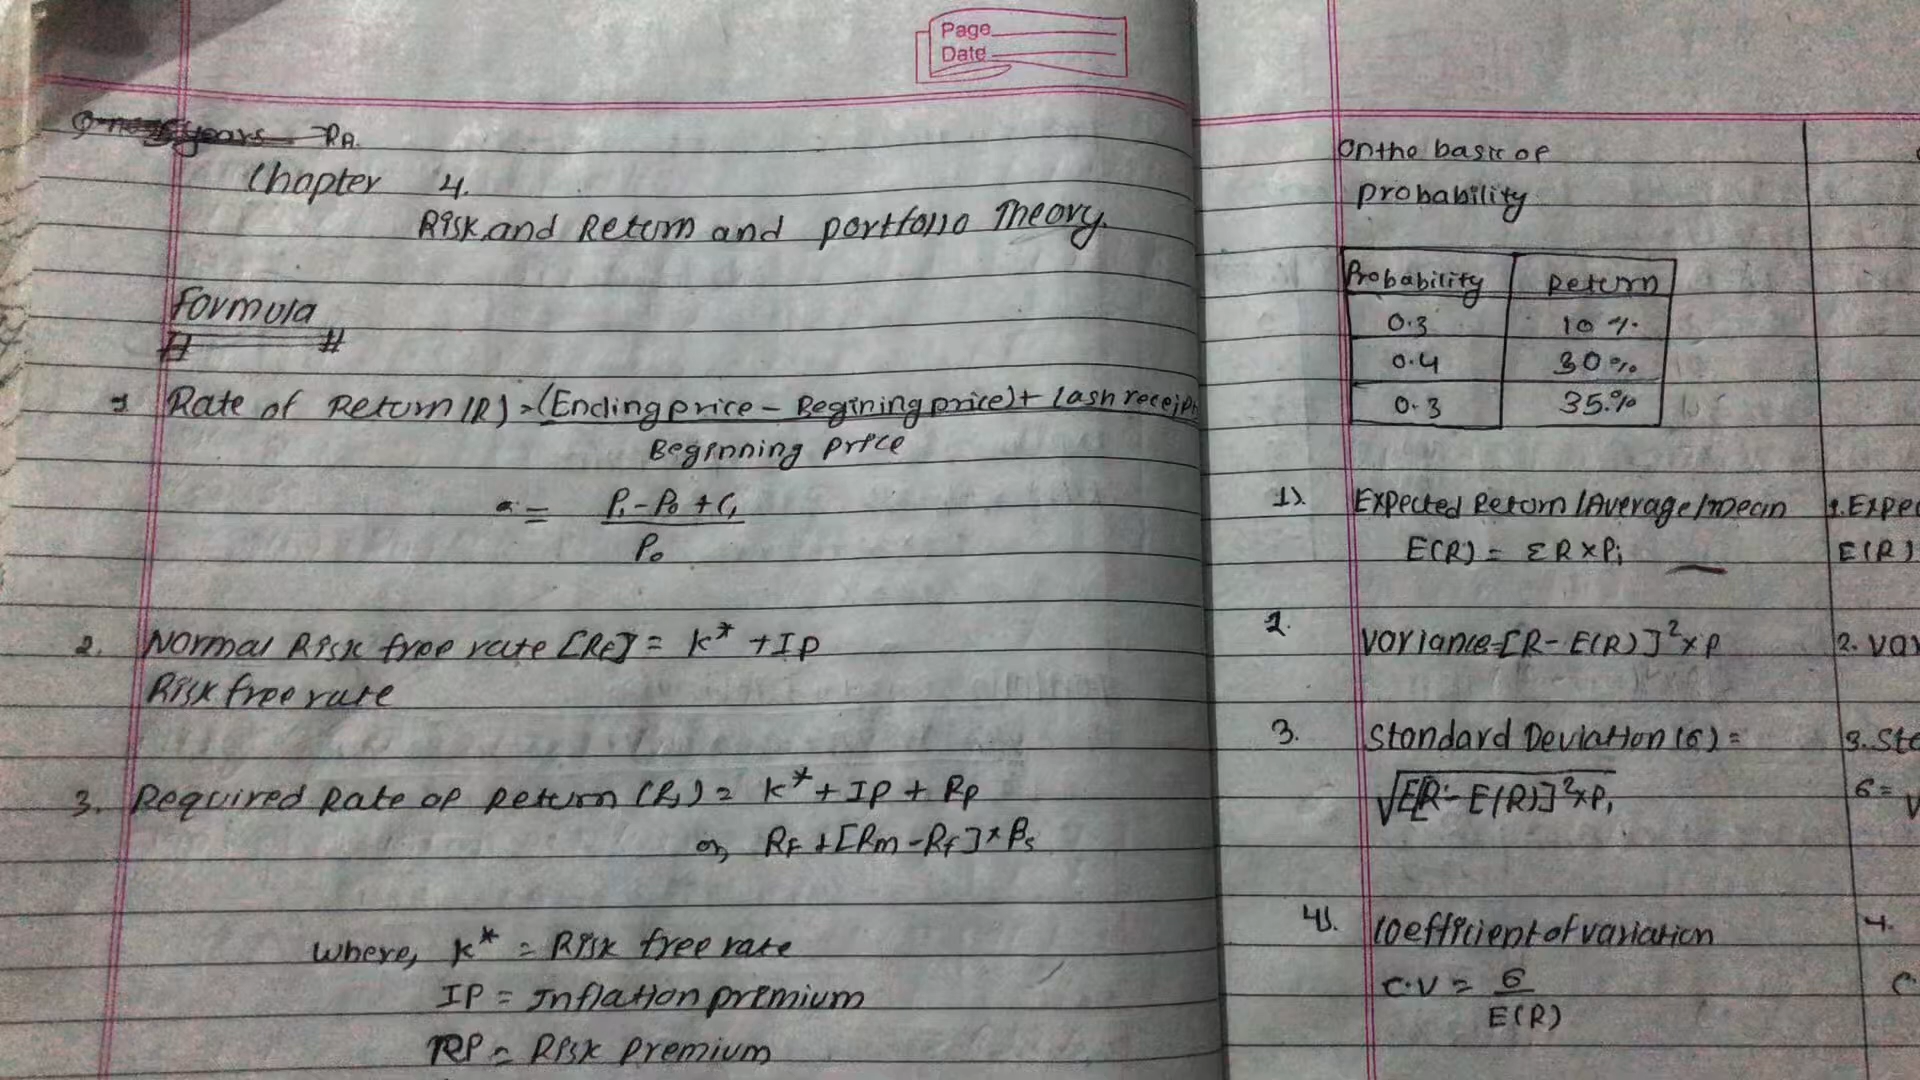 Page
Date
years RA.
Chapter 4.
Risk and Return and portfolio Theory.
Formula
1 Rate of Return (R) = (Ending price - Begining price) + Cash receipt
Beginning price
= P₁ - P₀ + C₁
P₀
2. Normal Risk free rate [RF] = k* + IP
Risk free rate
3. Required Rate of Return (Rj) = k* + IP + RP
or, RF + [Rm - RF] * βs
where, k* = Risk free rate
IP = Inflation premium
RP = Risk premium
On the basic of
probability
Probability Return
0.3 10%
0.4 30%
0.3 35%
1). Expected Return / Average / Mean
E(R) = ΣR×Pi
2. Variance = [R - E(R)]² × P
3. Standard Deviation (σ) =
√Σ[R - E(R)]² × Pi
4). Coefficient of variation
C.V = σ
E(R)
1. Expec
E(R)
2. Var
3. Sta
σ = √
4.
C